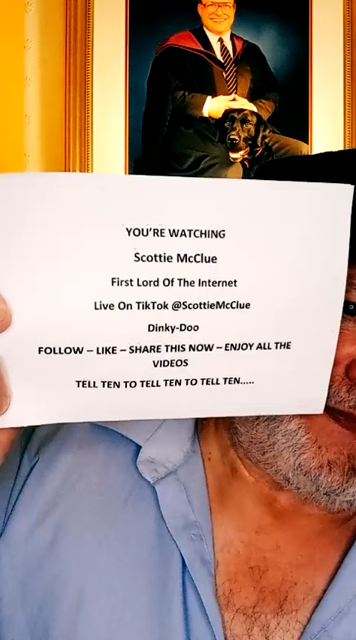 YOU'RE WATCHING
Scottie McClue
First Lord Of The Internet
Live On TikTok @ScottieMcClue
Dinky-Doo
FOLLOW – LIKE – SHARE THIS NOW – ENJOY ALL THE
VIDEOS
TELL TEN TO TELL TEN TO TELL TEN.....